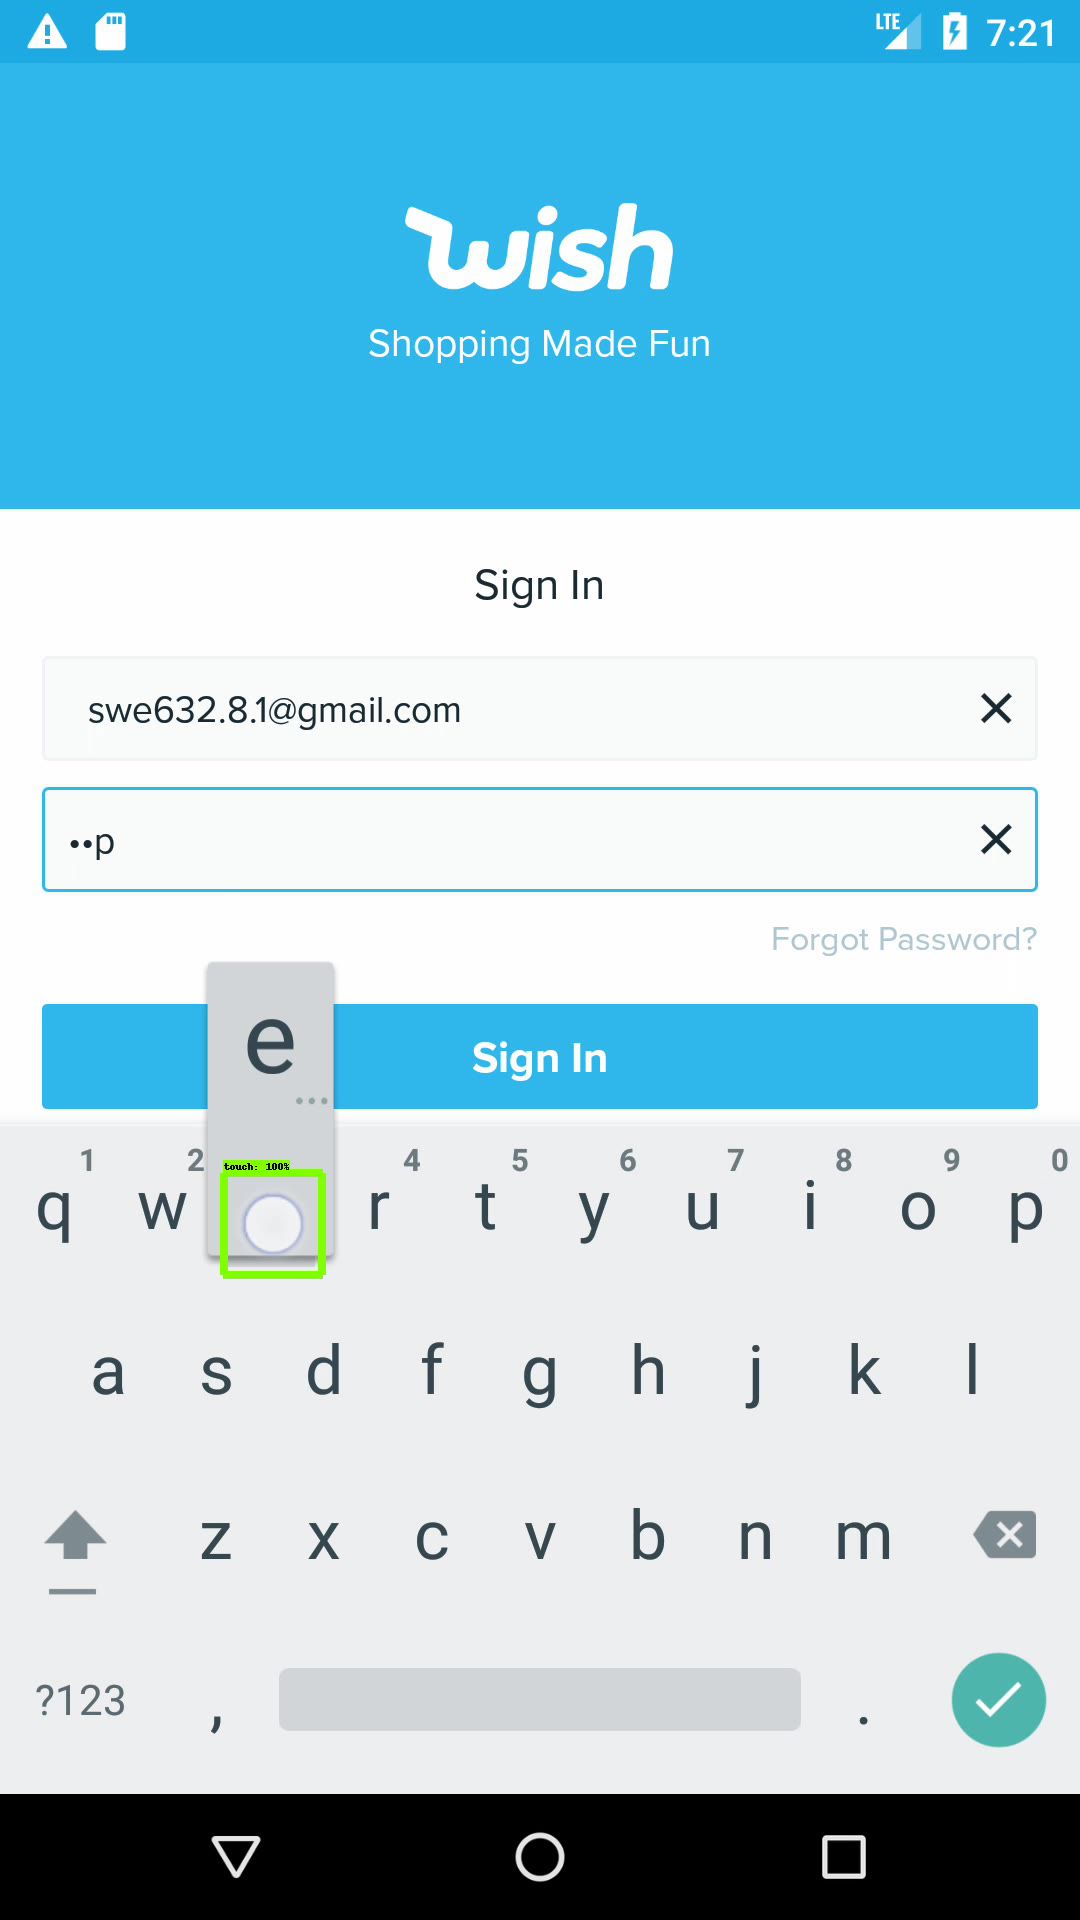 LTE 7:21
wish
Shopping Made Fun
Sign In
swe632.8.1@gmail.com
••p
Forgot Password?
Sign In
e
...
touch: 100%
1 2 4 5 6 7 8 9 0
q w r t y u i o p
a s d f g h j k l
z x c v b n m
?123 , .